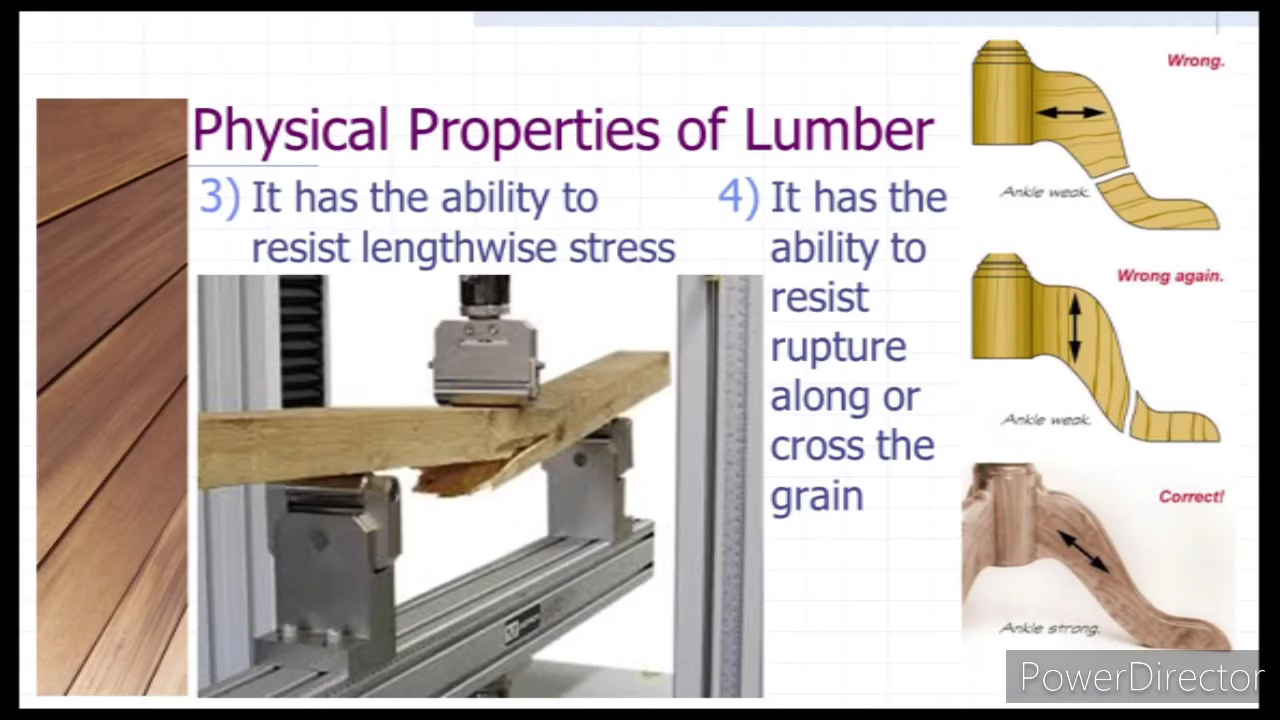 Physical Properties of Lumber
3) It has the ability to
resist lengthwise stress
4) It has the
ability to
resist
rupture
along or
cross the
grain
Wrong.
Ankle weak.
Wrong again.
Ankle weak.
Correct!
Ankle strong.
PowerDirector